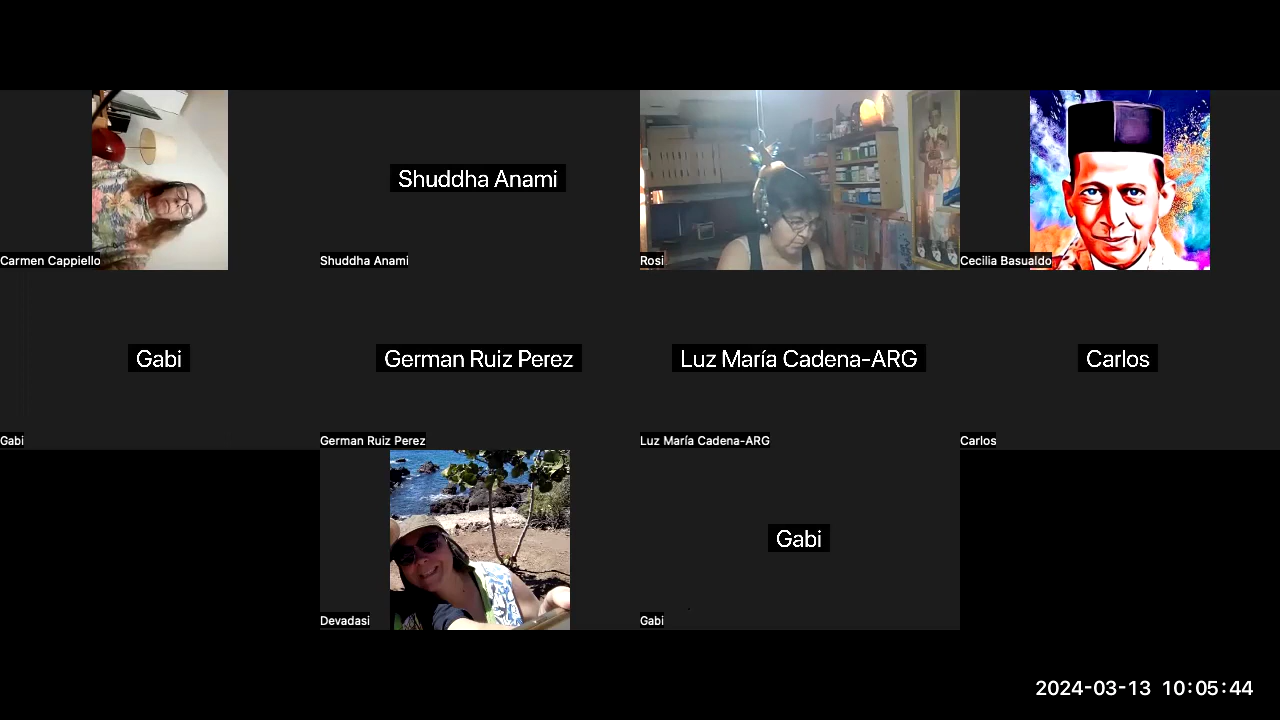 Shuddha Anami
Carmen Cappiello
Shuddha Anami
Rosi
Cecilia Basualdo
Gabi
German Ruiz Perez
Luz María Cadena-ARG
Carlos
Gabi
German Ruiz Perez
Luz María Cadena-ARG
Carlos
Gabi
Devadasi
Gabi
2024-03-13 10:05:44